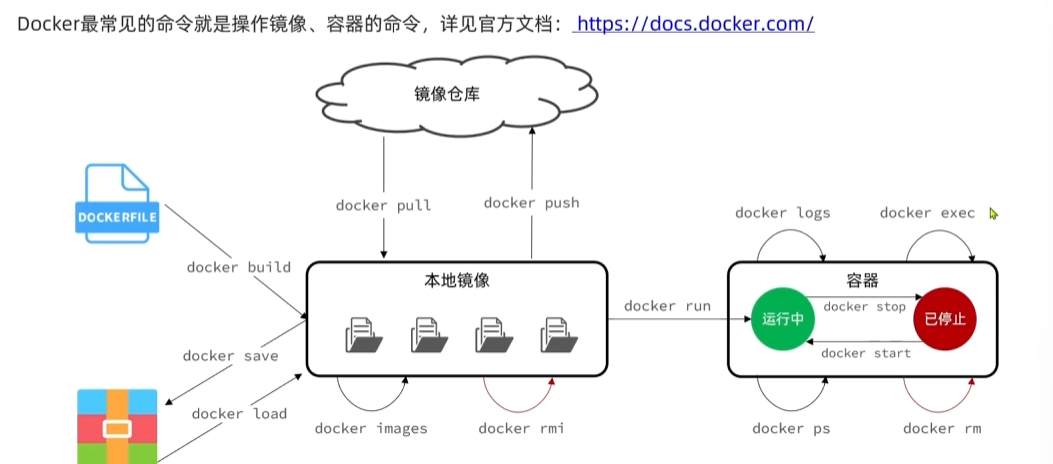 Docker最常见的命令就是操作镜像、容器的命令，详见官方文档： https://docs.docker.com/
镜像仓库
docker pull
docker push
DOCKERFILE
docker build
docker logs
docker exec
本地镜像
容器
docker run
运行中
docker stop
已停止
docker start
docker save
docker load
docker images
docker rmi
docker ps
docker rm